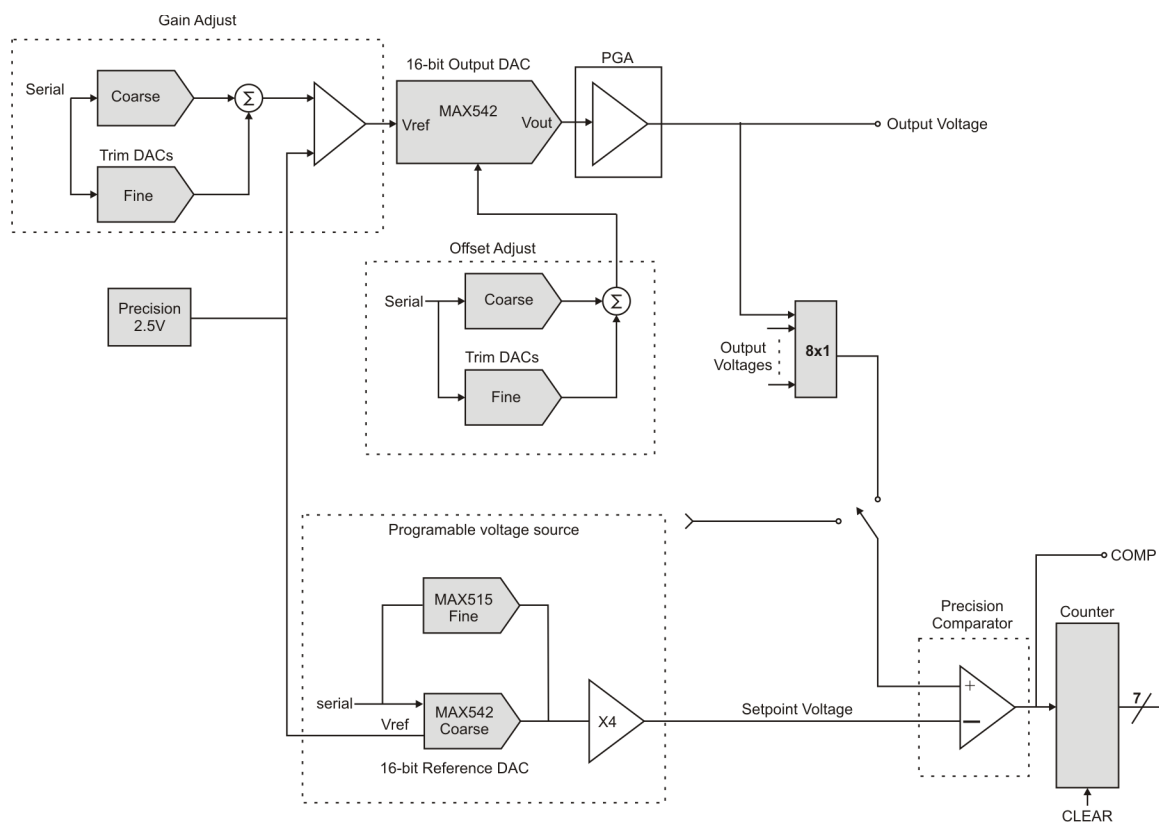 Gain Adjust
Serial
Coarse
Σ
Trim DACs
Fine
16-bit Output DAC
MAX542
Vref
Vout
PGA
Output Voltage
Offset Adjust
Serial
Coarse
Σ
Trim DACs
Fine
Precision
2.5V
Output
Voltages
8x1
Programable voltage source
MAX515
Fine
serial
Vref
MAX542
Coarse
16-bit Reference DAC
X4
Setpoint Voltage
Precision
Comparator
+
−
COMP
Counter
7
CLEAR